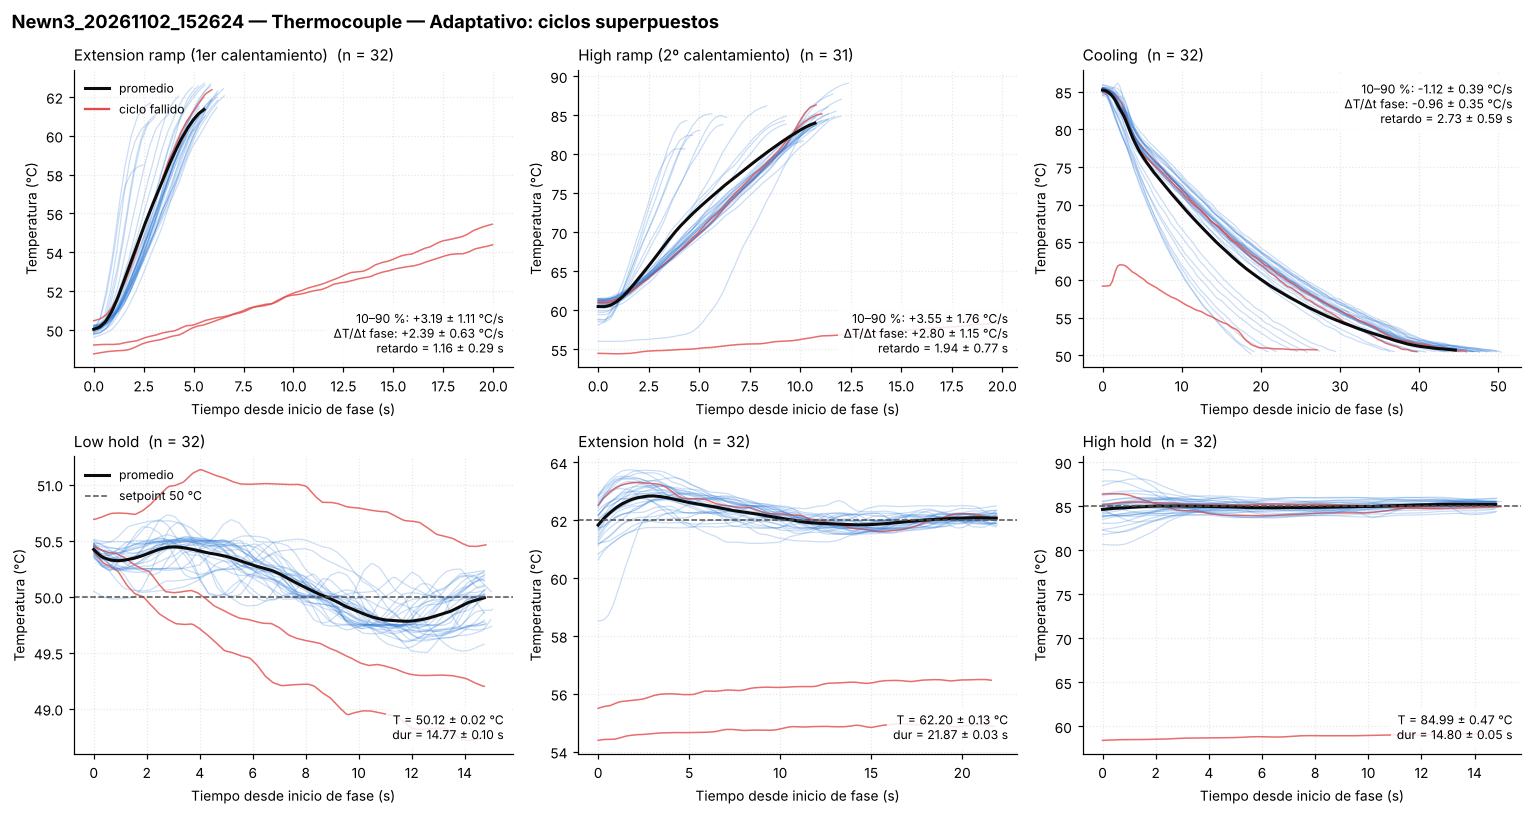 Newn3_20261102_152624 — Thermocouple — Adaptativo: ciclos superpuestos
Extension ramp (1er calentamiento) (n = 32)
promedio
ciclo fallido
Temperatura (°C)
62
60
58
56
54
52
50
10–90 %: +3.19 ± 1.11 °C/s
ΔT/Δt fase: +2.39 ± 0.63 °C/s
retardo = 1.16 ± 0.29 s
0.0 2.5 5.0 7.5 10.0 12.5 15.0 17.5 20.0
Tiempo desde inicio de fase (s)
High ramp (2º calentamiento) (n = 31)
Temperatura (°C)
90
85
80
75
70
65
60
55
10–90 %: +3.55 ± 1.76 °C/s
ΔT/Δt fase: +2.80 ± 1.15 °C/s
retardo = 1.94 ± 0.77 s
0.0 2.5 5.0 7.5 10.0 12.5 15.0 17.5 20.0
Tiempo desde inicio de fase (s)
Cooling (n = 32)
10–90 %: -1.12 ± 0.39 °C/s
ΔT/Δt fase: -0.96 ± 0.35 °C/s
retardo = 2.73 ± 0.59 s
Temperatura (°C)
85
80
75
70
65
60
55
50
0 10 20 30 40 50
Tiempo desde inicio de fase (s)
Low hold (n = 32)
promedio
setpoint 50 °C
Temperatura (°C)
51.0
50.5
50.0
49.5
49.0
T = 50.12 ± 0.02 °C
dur = 14.77 ± 0.10 s
0 2 4 6 8 10 12 14
Tiempo desde inicio de fase (s)
Extension hold (n = 32)
Temperatura (°C)
64
62
60
58
56
54
T = 62.20 ± 0.13 °C
dur = 21.87 ± 0.03 s
0 5 10 15 20
Tiempo desde inicio de fase (s)
High hold (n = 32)
Temperatura (°C)
90
85
80
75
70
65
60
T = 84.99 ± 0.47 °C
dur = 14.80 ± 0.05 s
0 2 4 6 8 10 12 14
Tiempo desde inicio de fase (s)